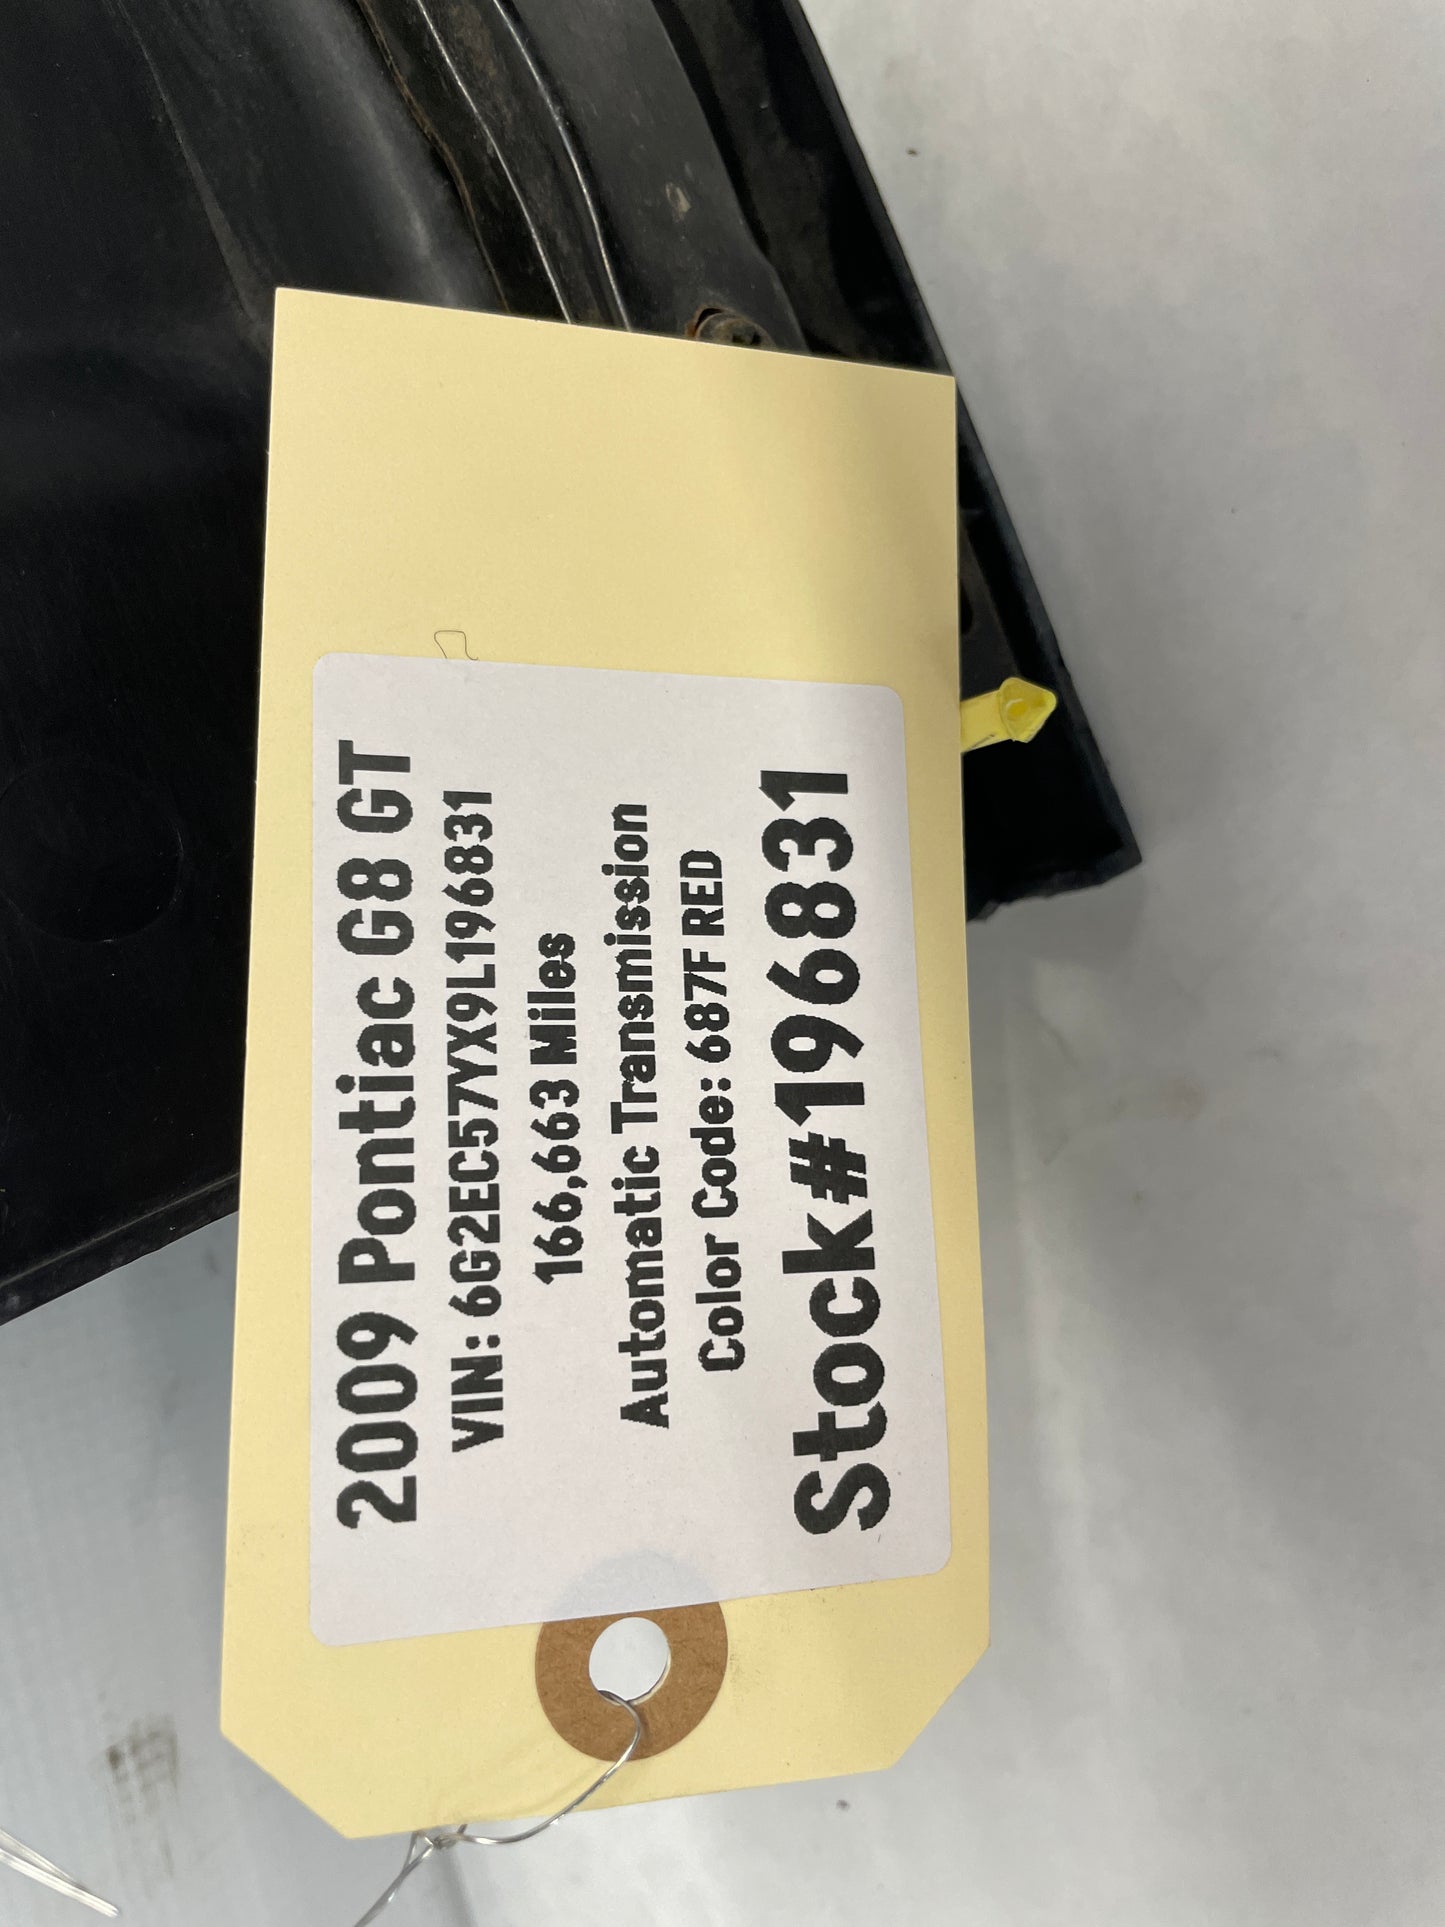 2009 Pontiac G8 GT
VIN: 6G2EC57YX9L196831
166,663 Miles
Automatic Transmission
Color Code: 687F RED
Stock#196831